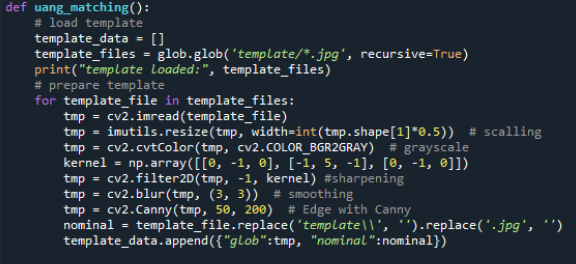 def uang_matching():
    # load template
    template_data = []
    template_files = glob.glob('template/*.jpg', recursive=True)
    print("template loaded:", template_files)
    # prepare template
    for template_file in template_files:
        tmp = cv2.imread(template_file)
        tmp = imutils.resize(tmp, width=int(tmp.shape[1]*0.5))  # scalling
        tmp = cv2.cvtColor(tmp, cv2.COLOR_BGR2GRAY)  # grayscale
        kernel = np.array([[0, -1, 0], [-1, 5, -1], [0, -1, 0]])
        tmp = cv2.filter2D(tmp, -1, kernel) #sharpening
        tmp = cv2.blur(tmp, (3, 3))  # smoothing
        tmp = cv2.Canny(tmp, 50, 200)  # Edge with Canny
        nominal = template_file.replace('template\\', '').replace('.jpg', '')
        template_data.append({"glob":tmp, "nominal":nominal})